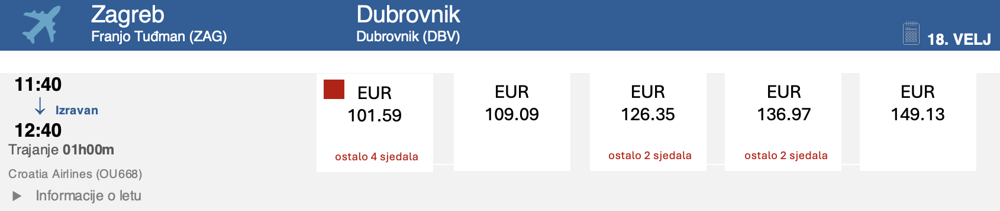 Zagreb
Franjo Tuđman (ZAG)
Dubrovnik
Dubrovnik (DBV)
18. VELJ
11:40
Izravan
12:40
Trajanje 01h00m
Croatia Airlines (OU668)
Informacije o letu
EUR
101.59
ostalo 4 sjedala
EUR
109.09
EUR
126.35
ostalo 2 sjedala
EUR
136.97
ostalo 2 sjedala
EUR
149.13